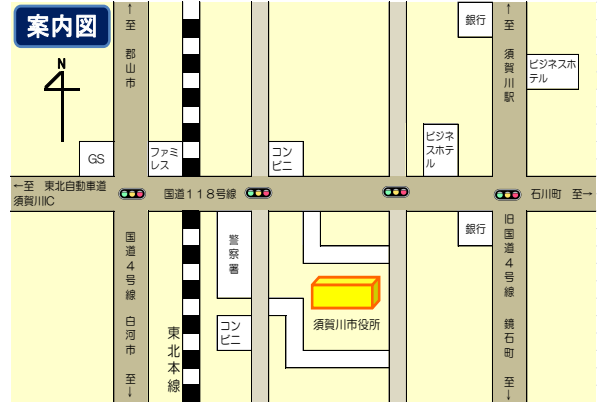 案内図
N
↑至 郡山市
銀行
↑至 須賀川駅
ビジネスホ
テル
GS
ファミ
レス
コン
ビニ
ビジネ
スホテ
ル
←至 東北自動車道
須賀川IC
国道118号線
石川町 至→
国道4号線 白河市 至↓
警察署
銀行
旧国道4号線 鏡石町 至↓
須賀川市役所
コン
ビニ
東北本線